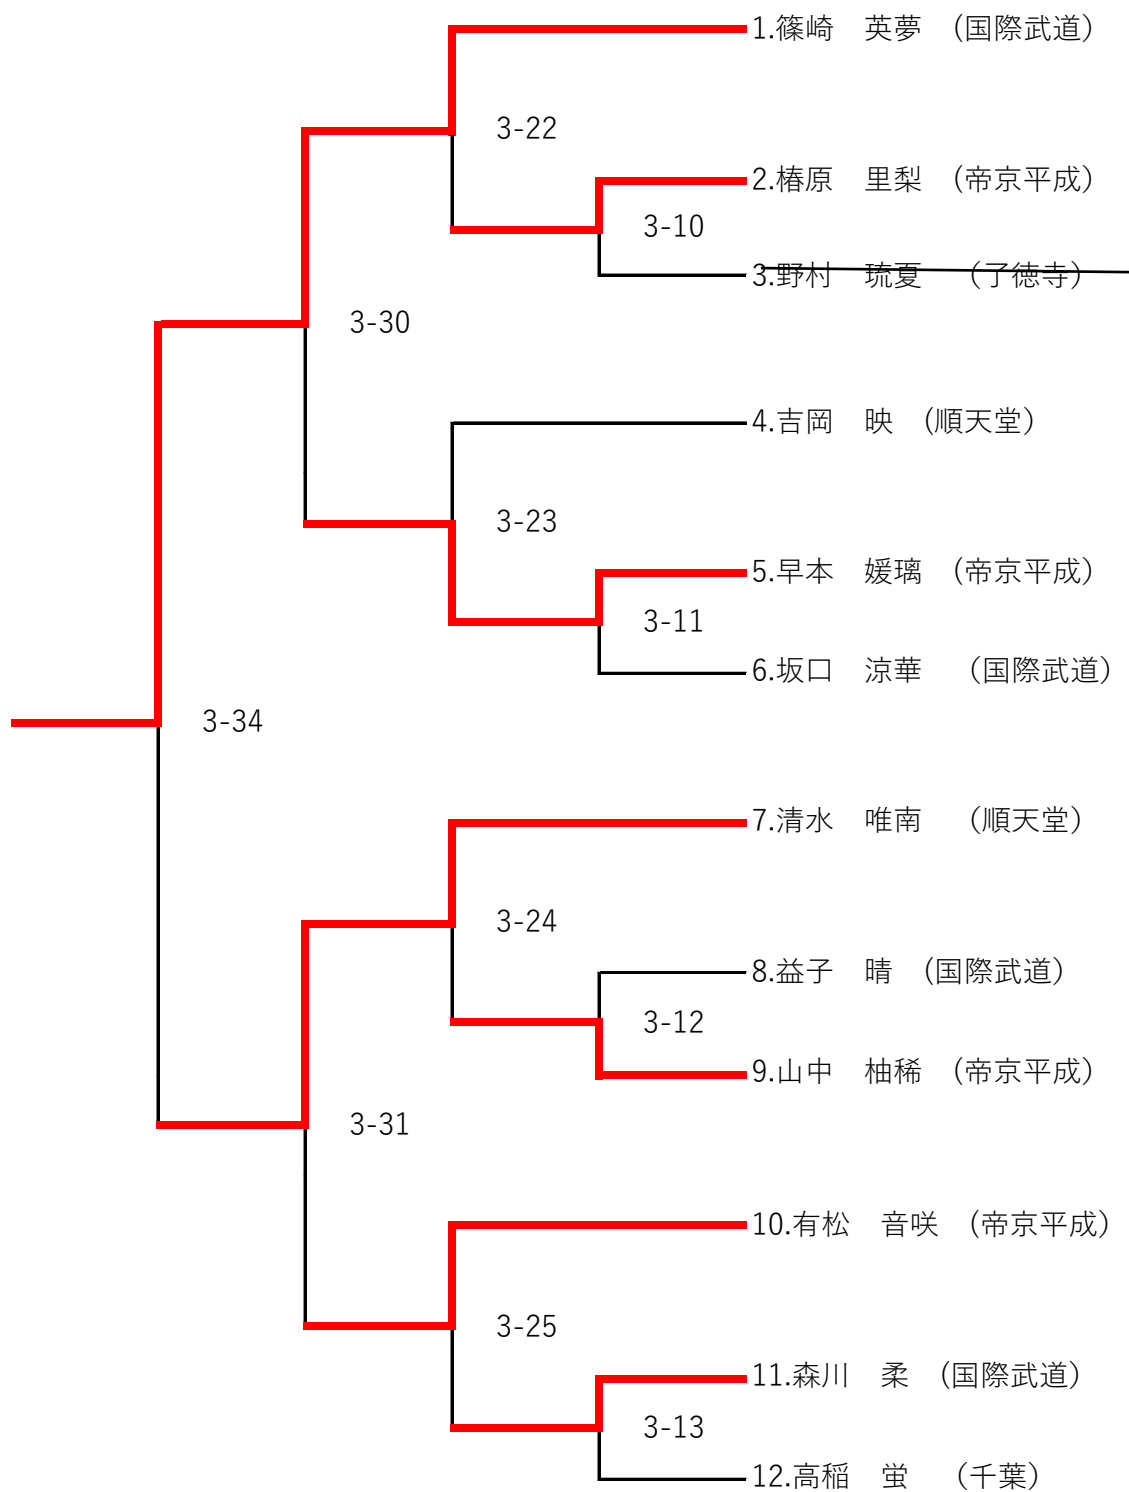 1.篠崎　英夢　（国際武道）
3-22
2.椿原　里梨　（帝京平成）
3-10
3.野村　琉夏　（了徳寺）
3-30
4.吉岡　映　（順天堂）
3-23
5.早本　媛璃　（帝京平成）
3-11
6.坂口　涼華　（国際武道）
3-34
7.清水　唯南　（順天堂）
3-24
8.益子　晴　（国際武道）
3-12
9.山中　柚稀　（帝京平成）
3-31
10.有松　音咲　（帝京平成）
3-25
11.森川　柔　（国際武道）
3-13
12.高稲　蛍　（千葉）